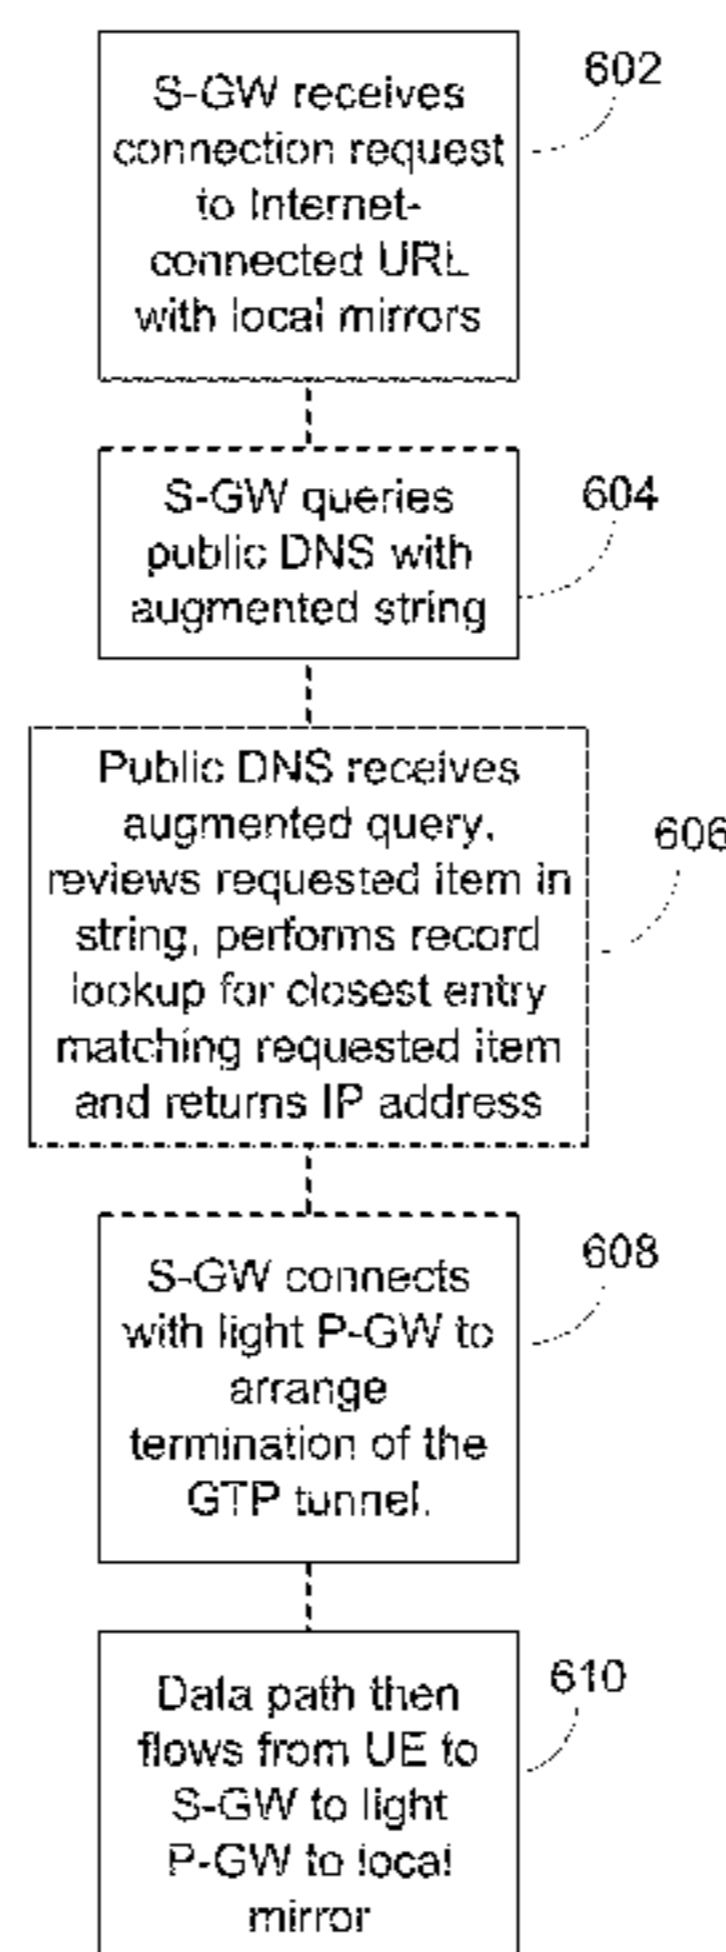 S-GW receives
connection request
to Internet-
connected URL
with local mirrors
602
S-GW queries
public DNS with
augmented string
604
Public DNS receives
augmented query,
reviews requested item in
string, performs record
lookup for closest entry
matching requested item
and returns IP address
606
S-GW connects
with light P-GW to
arrange
termination of the
GTP tunnel.
608
Data path then
flows from UE to
S-GW to light
P-GW to local
mirror
610